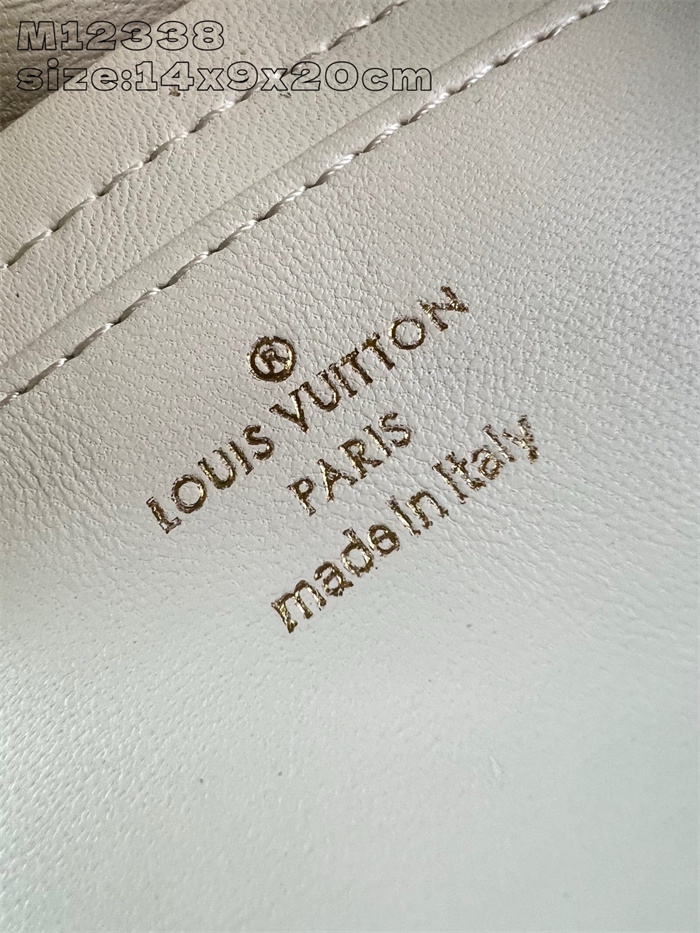 M12338
size:14x9x20cm
®
LOUIS VUITTON
PARIS
made in Italy